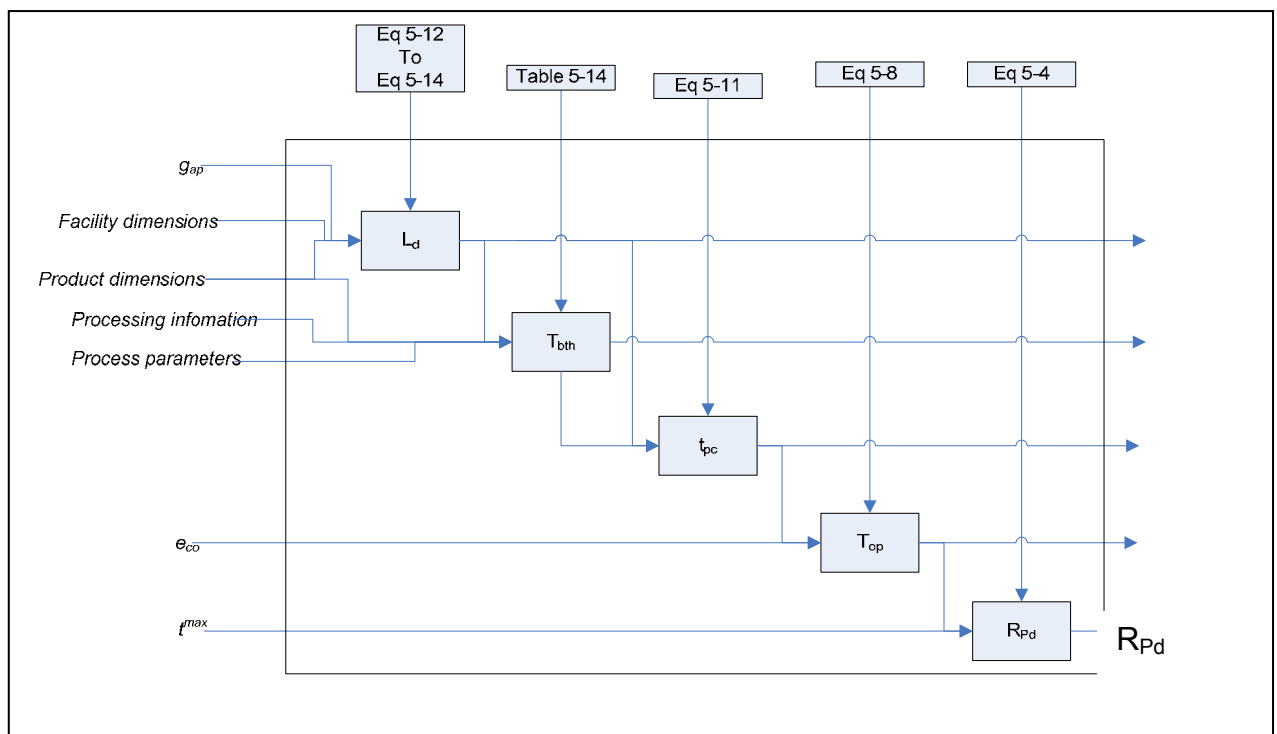 Eq 5-12
To
Eq 5-14
Table 5-14
Eq 5-11
Eq 5-8
Eq 5-4
gap
Facility dimensions
Product dimensions
Processing infomation
Process parameters
Ld
Tbth
tpc
eco
Top
tmax
RPd
RPd